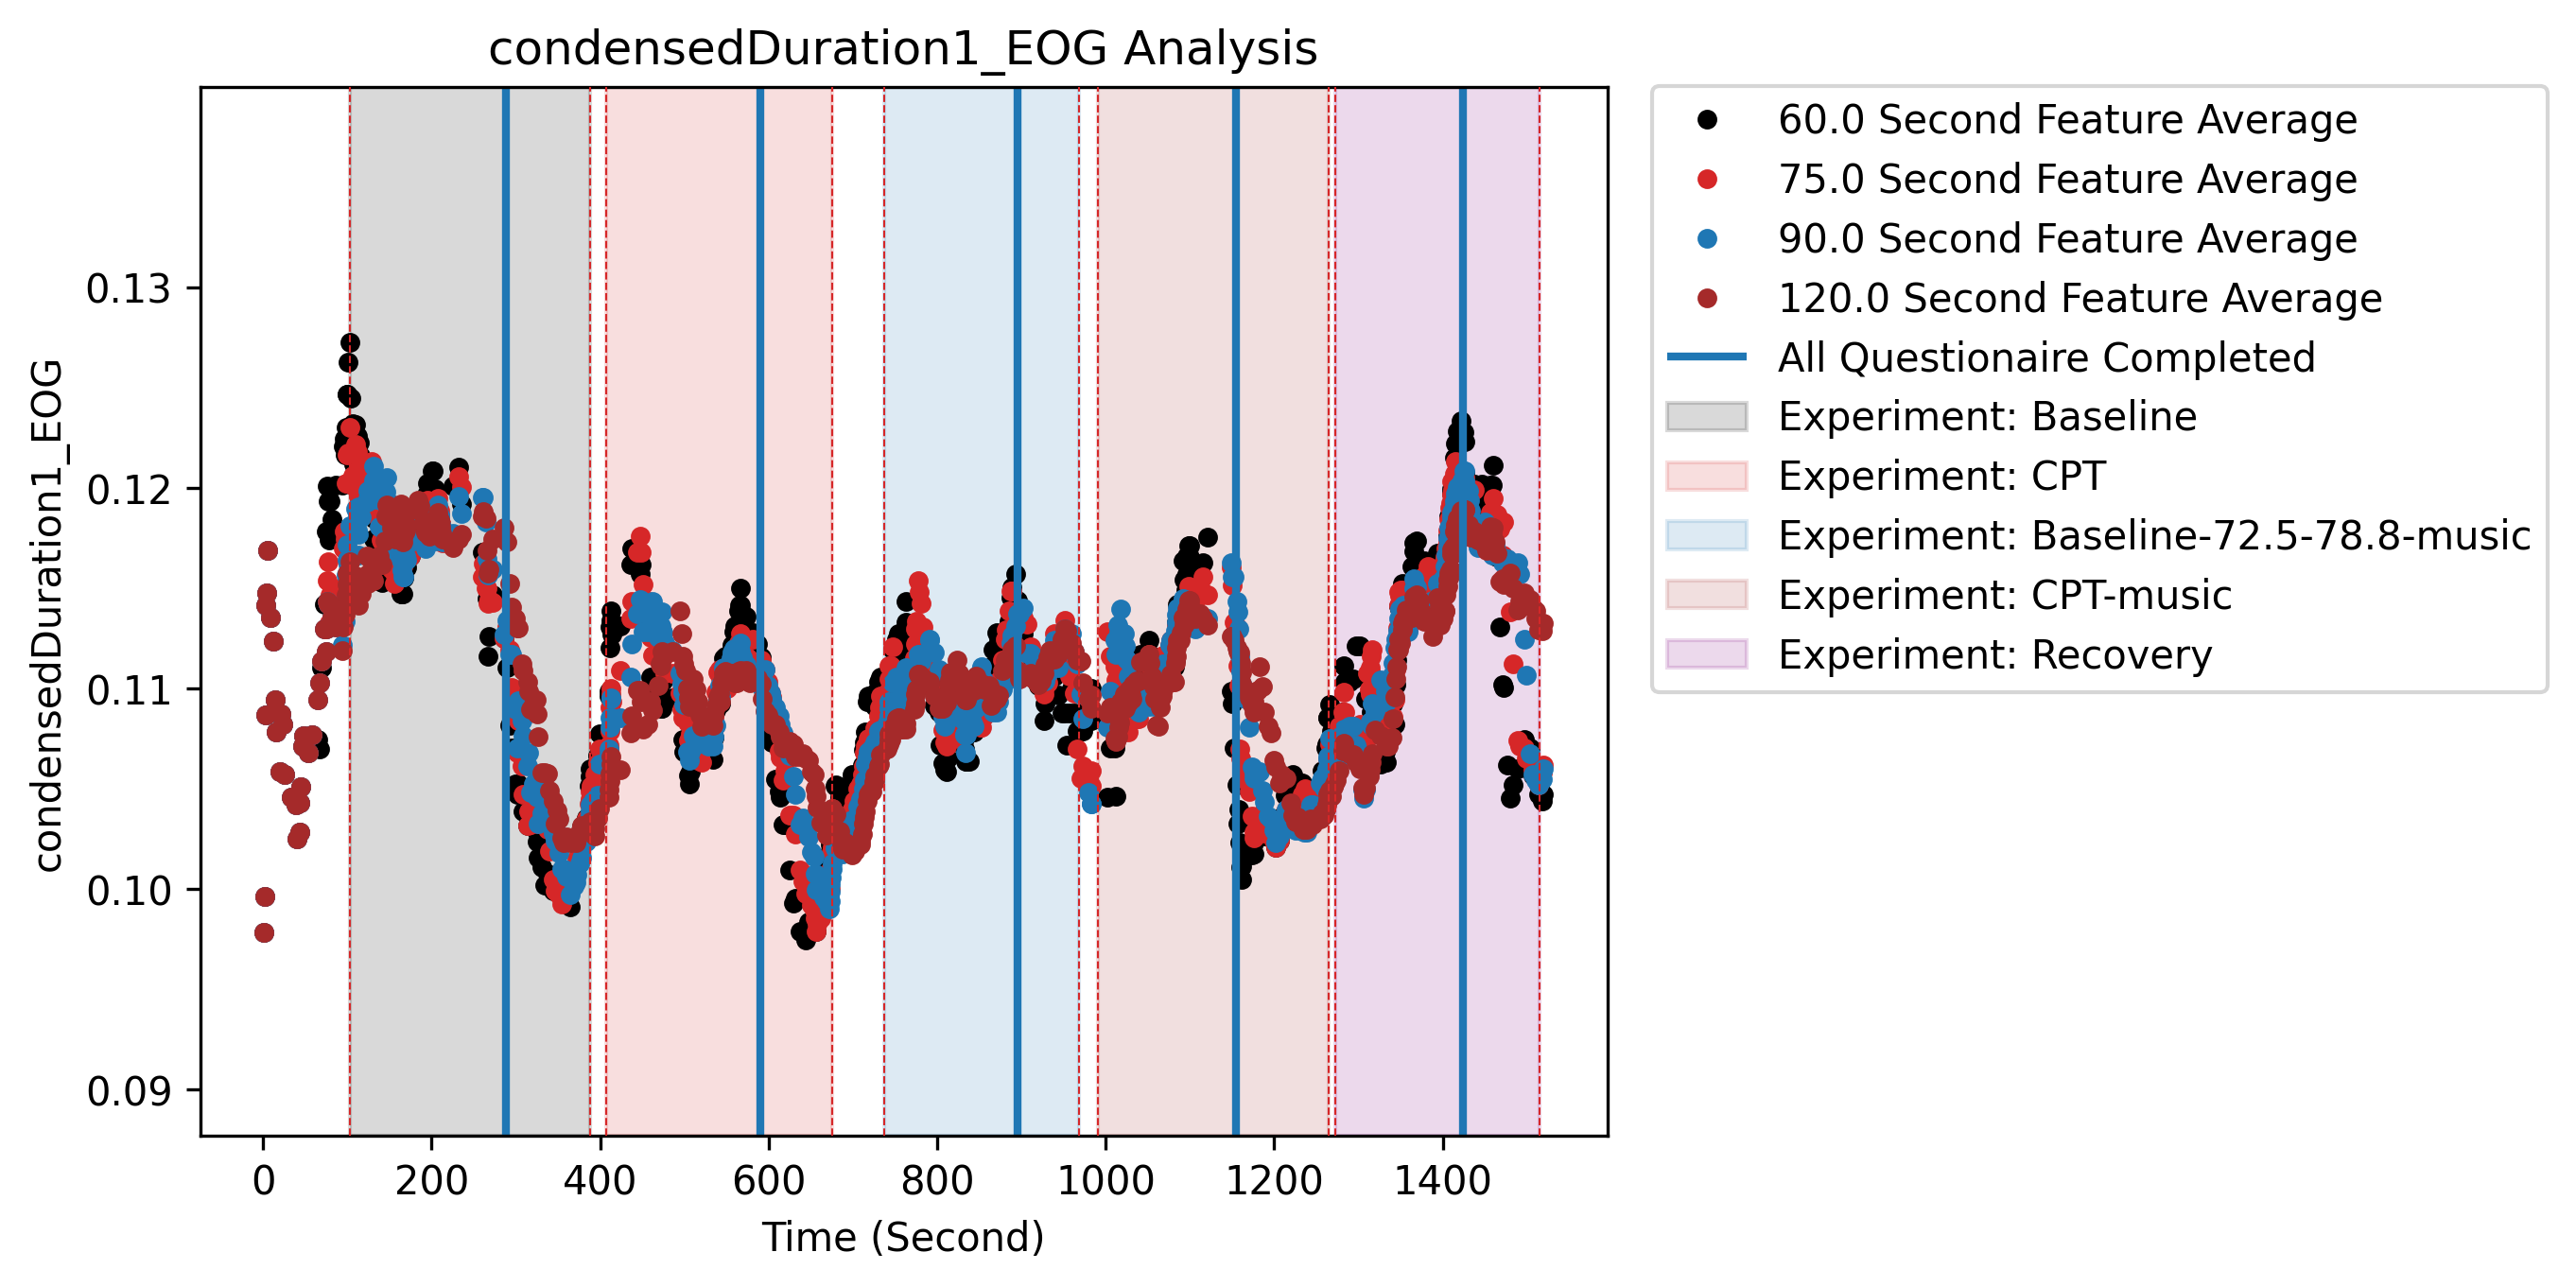 condensedDuration1_EOG Analysis
condensedDuration1_EOG
0.13
0.12
0.11
0.10
0.09
0
200
400
600
800
1000
1200
1400
Time (Second)
60.0 Second Feature Average
75.0 Second Feature Average
90.0 Second Feature Average
120.0 Second Feature Average
All Questionaire Completed
Experiment: Baseline
Experiment: CPT
Experiment: Baseline-72.5-78.8-music
Experiment: CPT-music
Experiment: Recovery